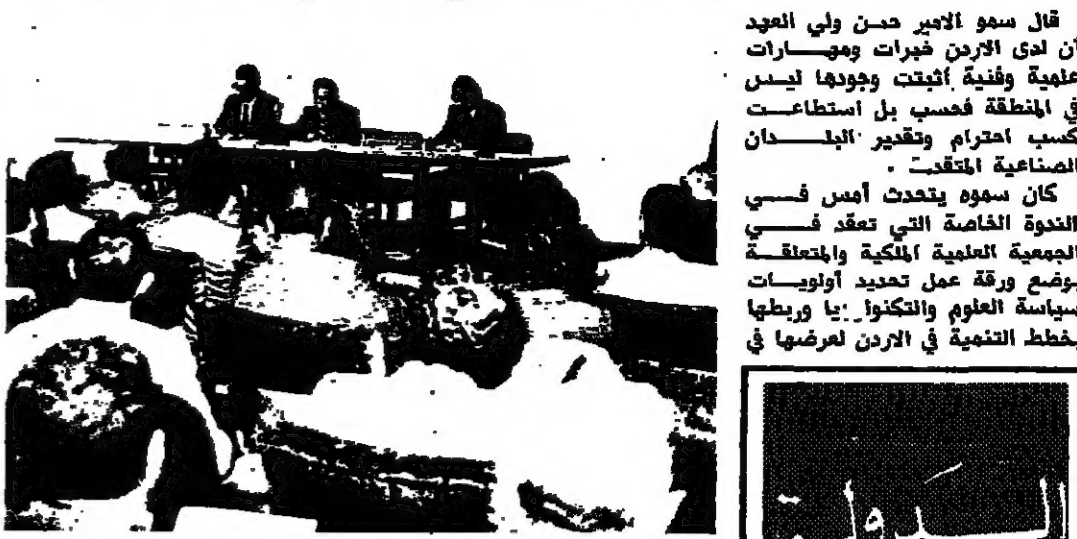 قال سمو الامير حسن ولي العهد
أن لدى الاردن خبرات ومهارات
علمية وفنية أثبتت وجودها ليس
في المنطقة فحسب بل استطاعت
كسب احترام وتقدير البلدان
الصناعية المتقدمة .
كان سموه يتحدث أمس في
الندوة الخاصة التي تعقد في
الجمعية العلمية الملكية والمتعلقة
بوضع ورقة عمل تحديد أولويات
سياسة العلوم والتكنولوجيا وربطها
بخطط التنمية في الاردن لعرضها في